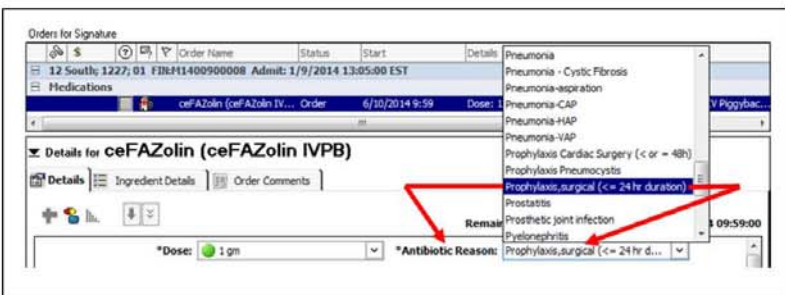 Orders for Signature
$ Order Name Status Start Details
12 South; 1227; 01 FIN:M1400900008 Admit: 1/9/2014 13:05:00 EST
Medications
ceFAZolin (ceFAZolin IV... Order 6/10/2014 9:59 Dose: 1 V Piggybac...
Pneumonia
Pneumonia - Cystic Fibrosis
Pneumonia-aspiration
Pneumonia-CAP
Pneumonia-HAP
Pneumonia-VAP
Prophylaxis Cardiac Surgery (< or = 48h)
Prophylaxis Pneumocystis
Prophylaxis,surgical (<= 24 hr duration)
Prostatitis
Prosthetic joint infection
Pyelonephritis
Details for ceFAZolin (ceFAZolin IVPB)
Details Ingredient Details Order Comments
Remain 09:59:00
*Dose: 1 gm *Antibiotic Reason: Prophylaxis,surgical (<= 24 hr d...